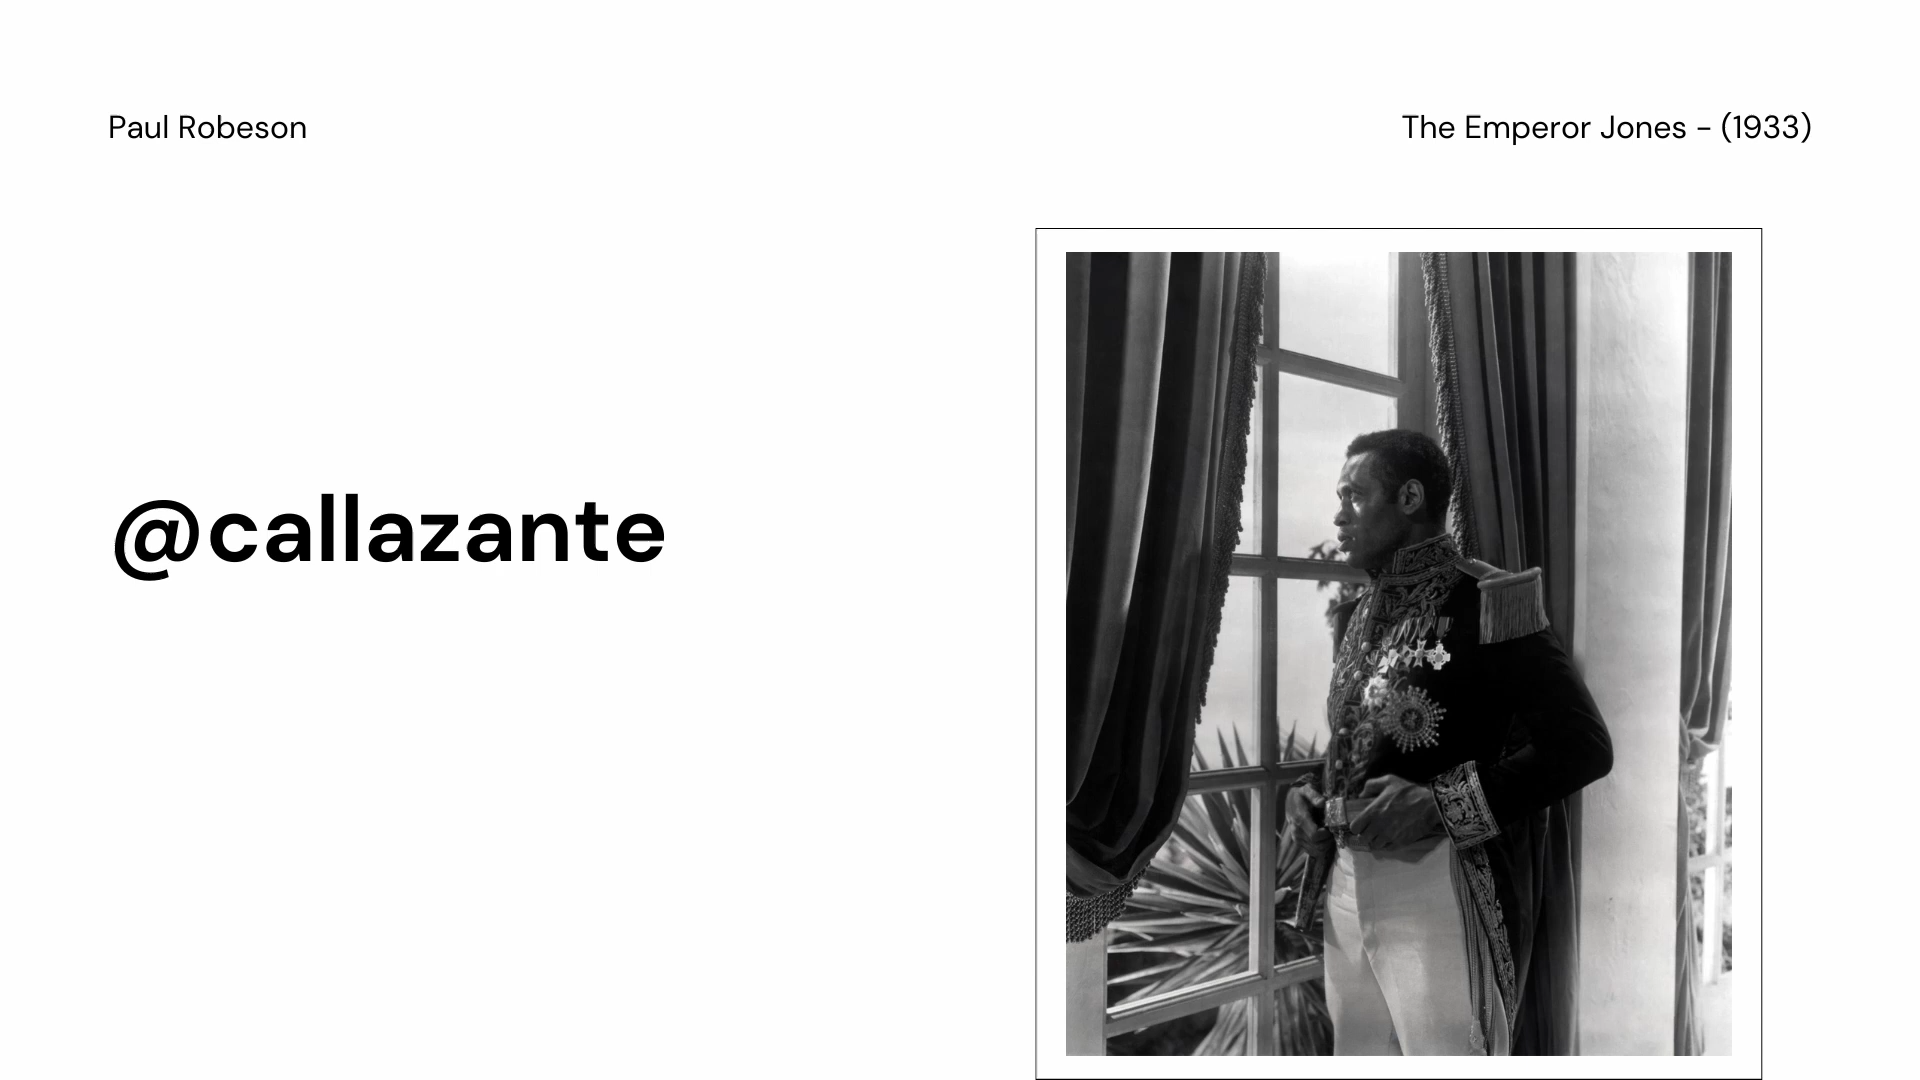 Paul Robeson
The Emperor Jones - (1933)
@callazante